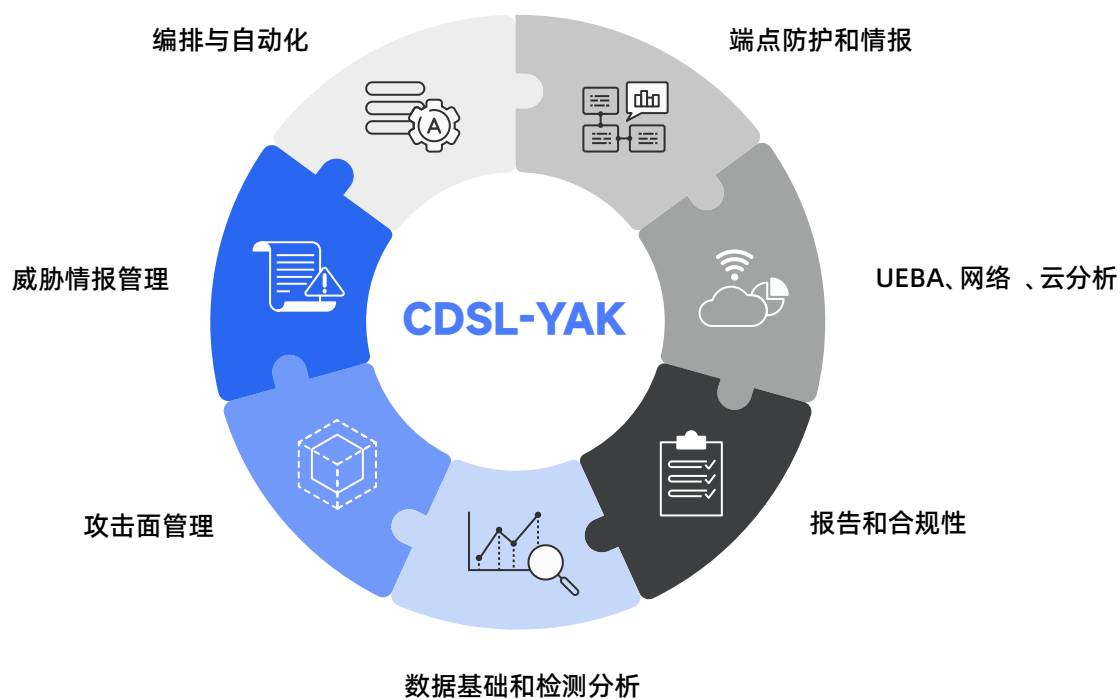 编排与自动化
端点防护和情报
威胁情报管理
UEBA、网络 、云分析
CDSL-YAK
攻击面管理
报告和合规性
数据基础和检测分析
A